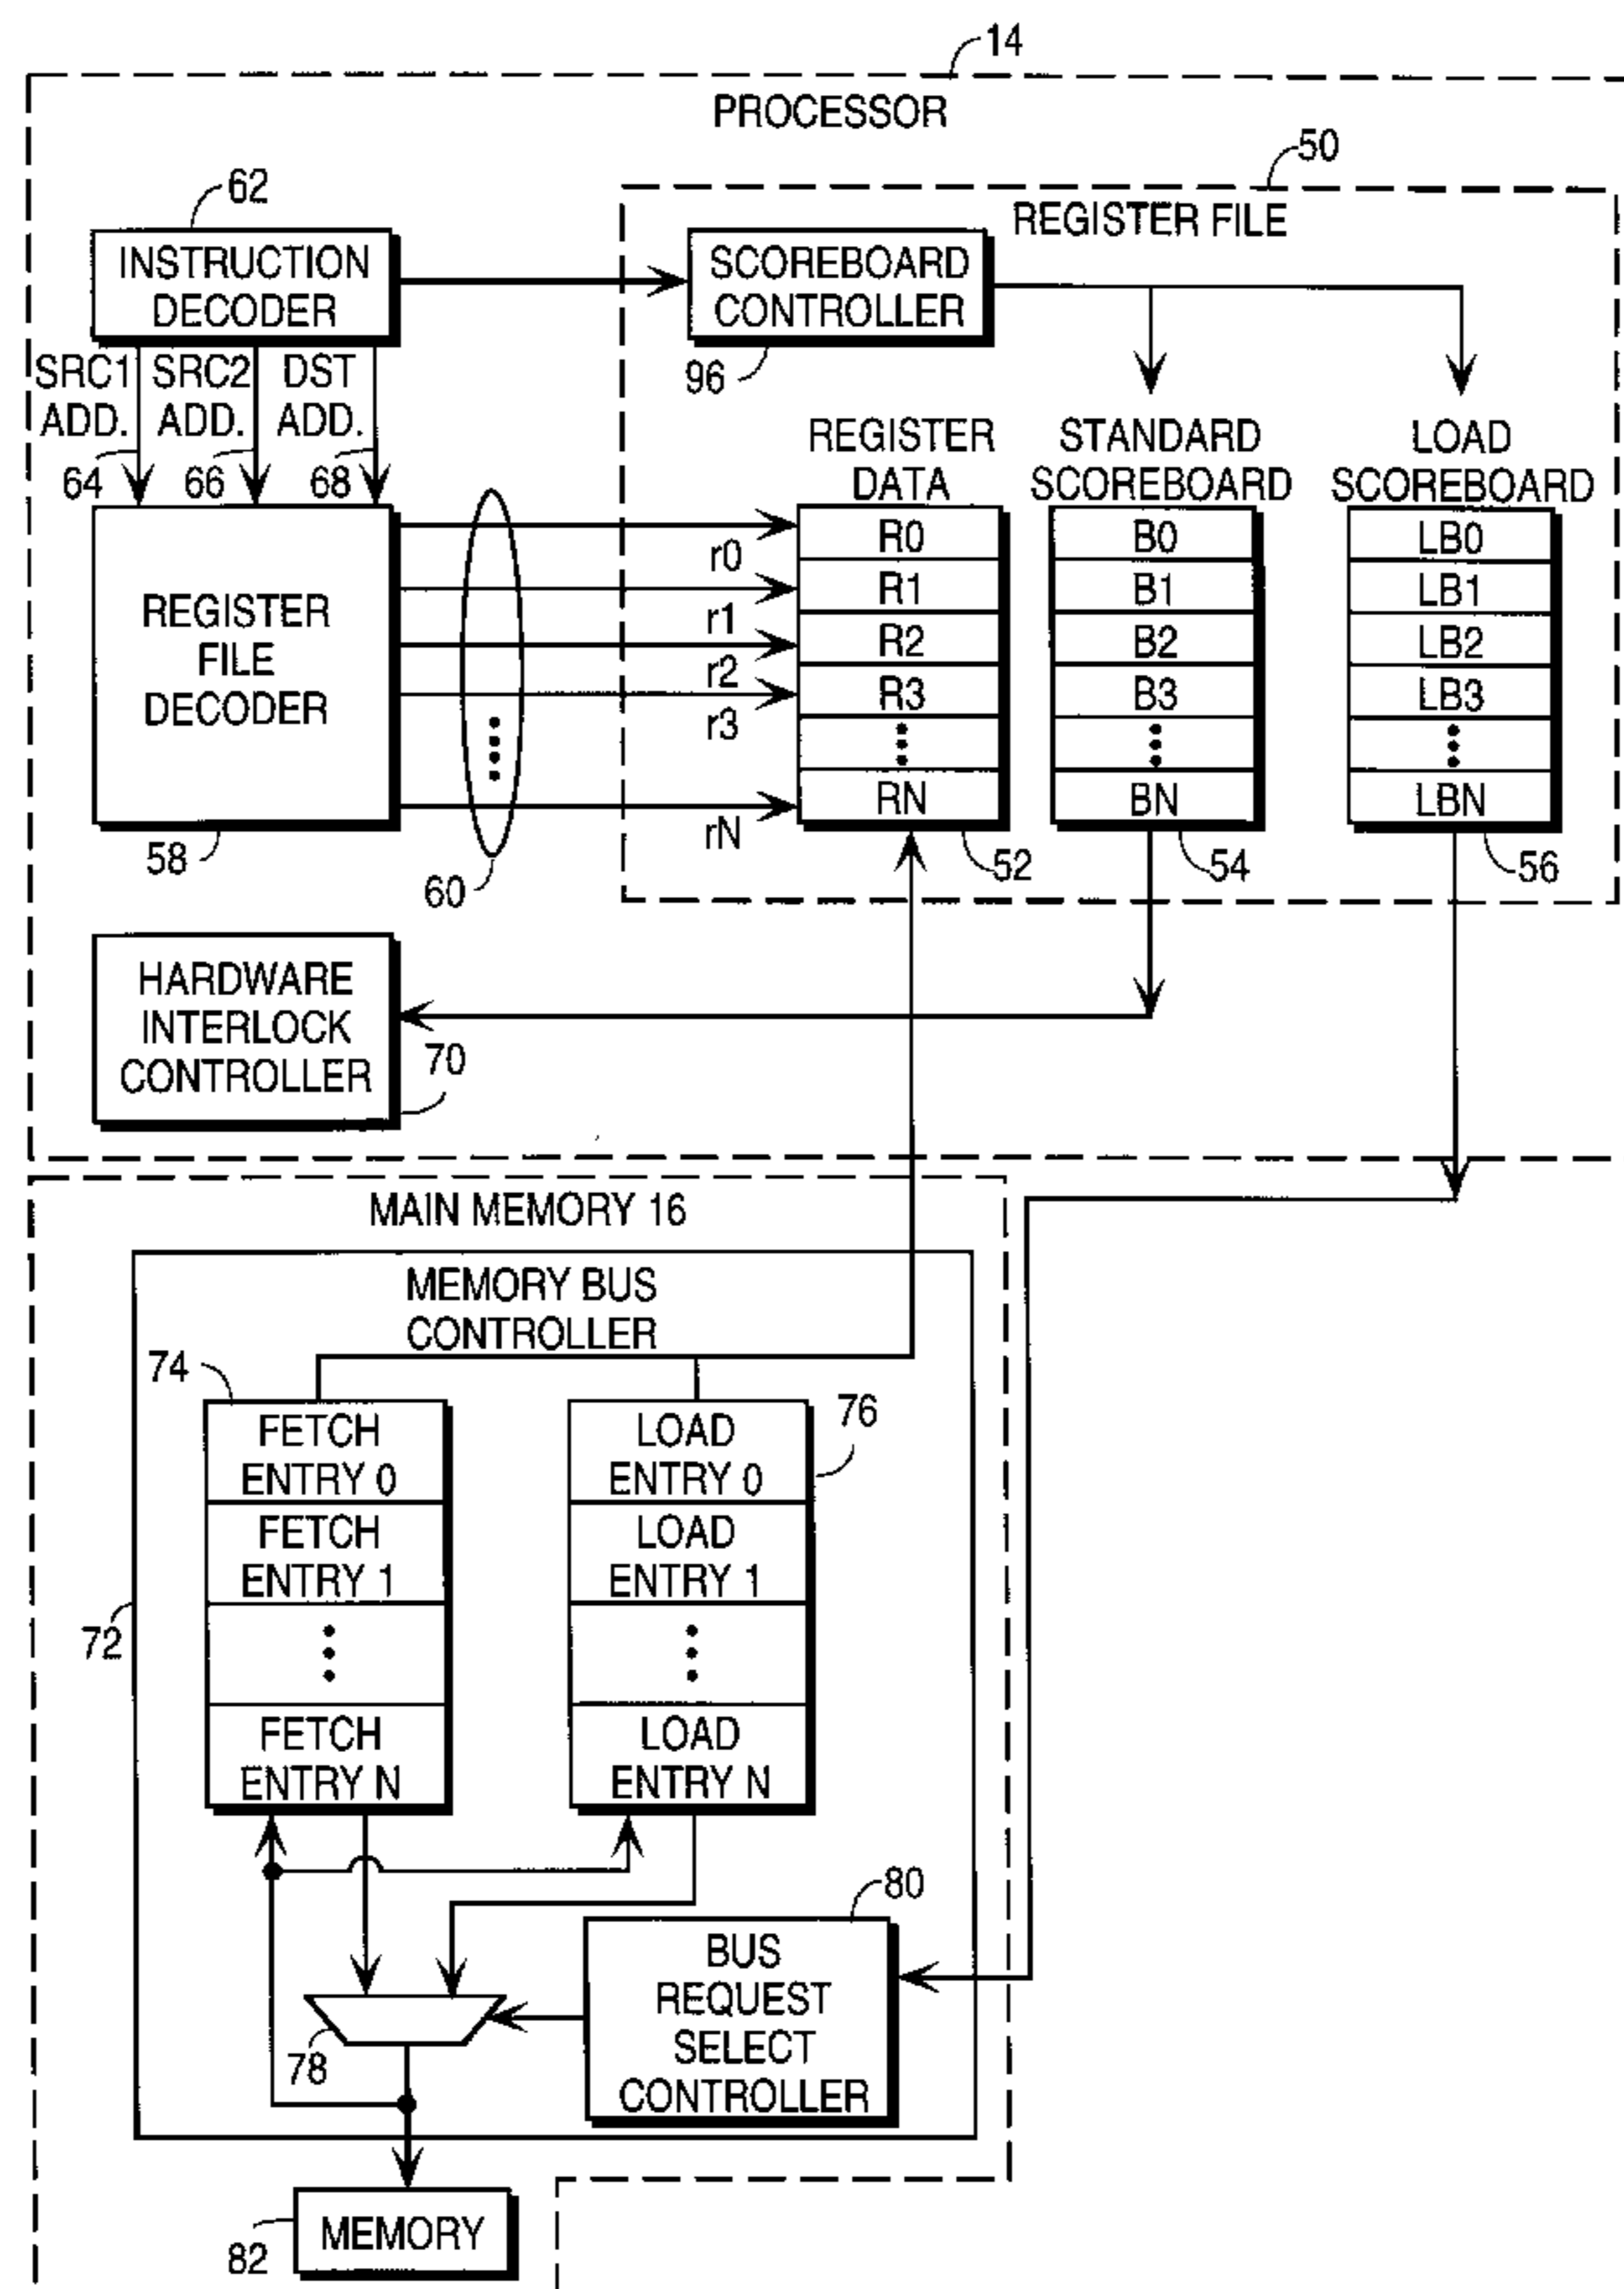 14
PROCESSOR
50
REGISTER FILE
62
INSTRUCTION
DECODER
SCOREBOARD
CONTROLLER
96
SRC1
ADD.
SRC2
ADD.
DST
ADD.
64
66
68
REGISTER
DATA
STANDARD
SCOREBOARD
LOAD
SCOREBOARD
REGISTER
FILE
DECODER
58
r0
r1
r2
r3
rN
60
R0
R1
R2
R3
RN
52
B0
B1
B2
B3
BN
54
LB0
LB1
LB2
LB3
LBN
56
HARDWARE
INTERLOCK
CONTROLLER
70
MAIN MEMORY 16
MEMORY BUS
CONTROLLER
72
74
FETCH
ENTRY 0
FETCH
ENTRY 1
FETCH
ENTRY N
76
LOAD
ENTRY 0
LOAD
ENTRY 1
LOAD
ENTRY N
80
BUS
REQUEST
SELECT
CONTROLLER
78
82
MEMORY